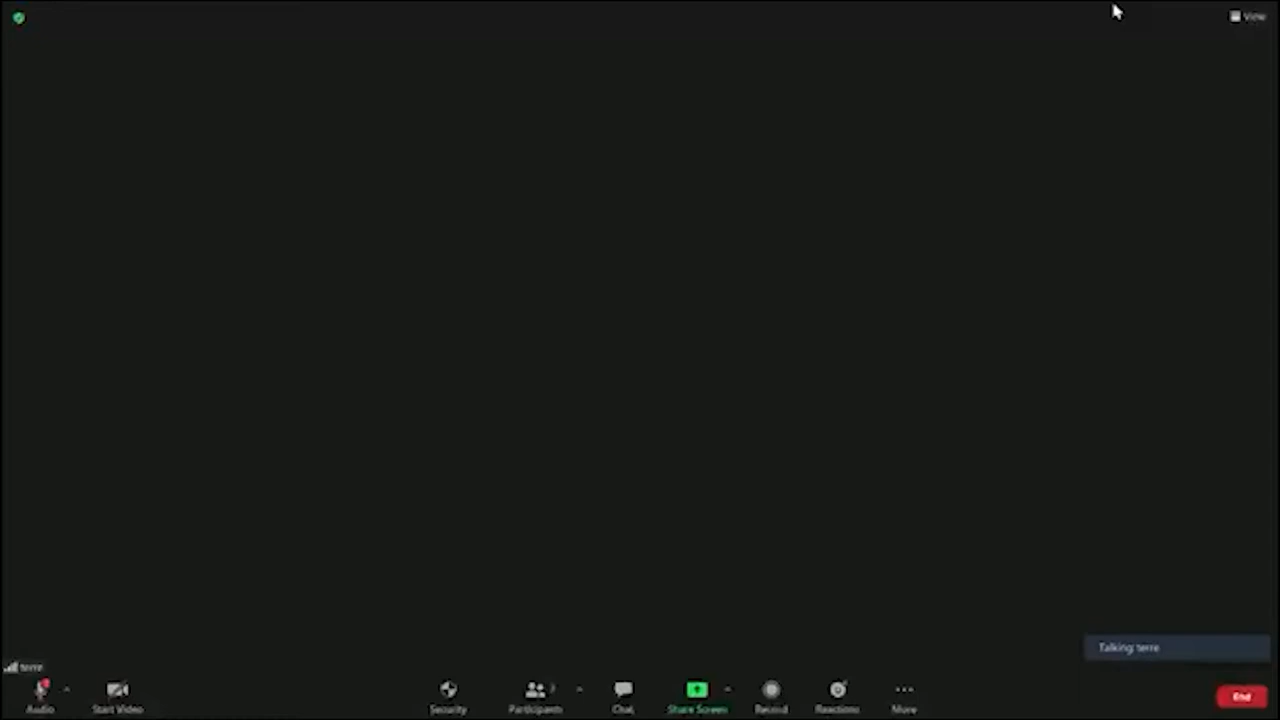 View
Talking terre
terre
Audio
Start Video
Security
Participants
Chat
Share Screen
Record
Reactions
More
End